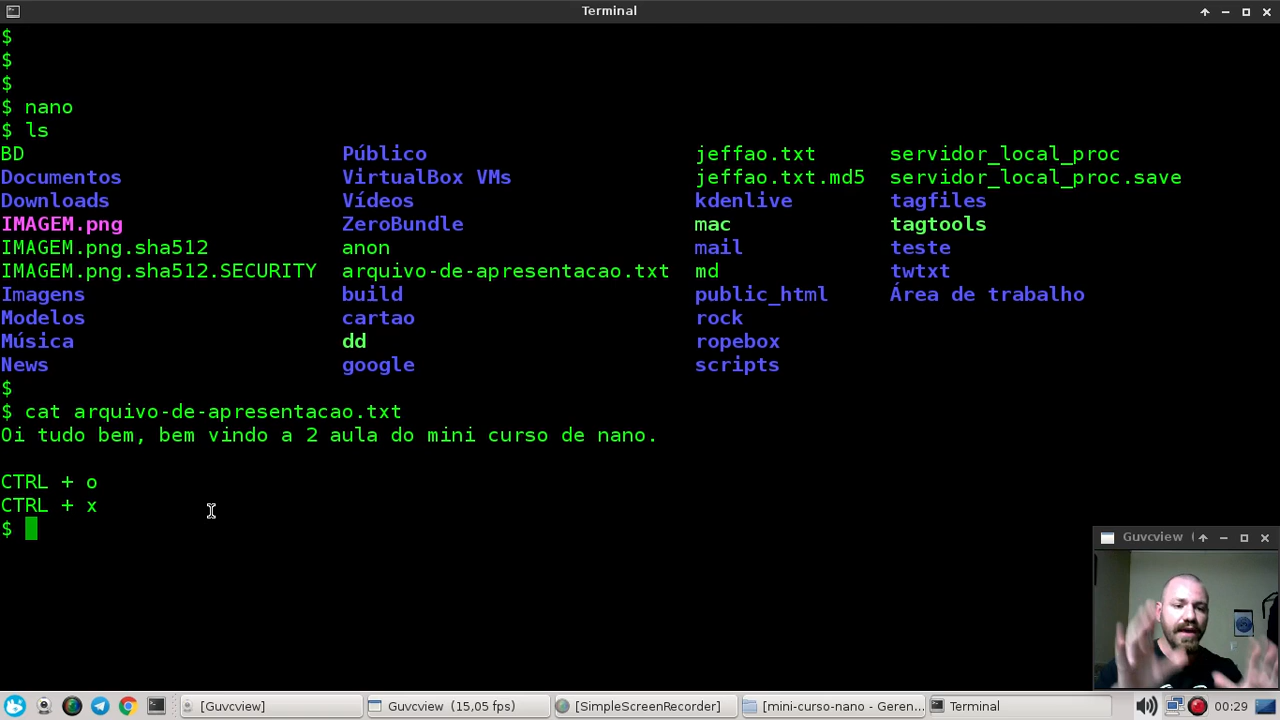 Terminal
$
$
$
$ nano
$ ls
BD Público jeffao.txt servidor_local_proc
Documentos VirtualBox VMs jeffao.txt.md5 servidor_local_proc.save
Downloads Vídeos kdenlive tagfiles
IMAGEM.png ZeroBundle mac tagtools
IMAGEM.png.sha512 anon mail teste
IMAGEM.png.sha512.SECURITY arquivo-de-apresentacao.txt md twtxt
Imagens build public_html Área de trabalho
Modelos cartao rock
Música dd ropebox
News google scripts
$
$ cat arquivo-de-apresentacao.txt
Oi tudo bem, bem vindo a 2 aula do mini curso de nano.
CTRL + o
CTRL + x
$
Guvcview (
[Guvcview] Guvcview (15,05 fps) [SimpleScreenRecorder] [mini-curso-nano - Geren... Terminal 00:29